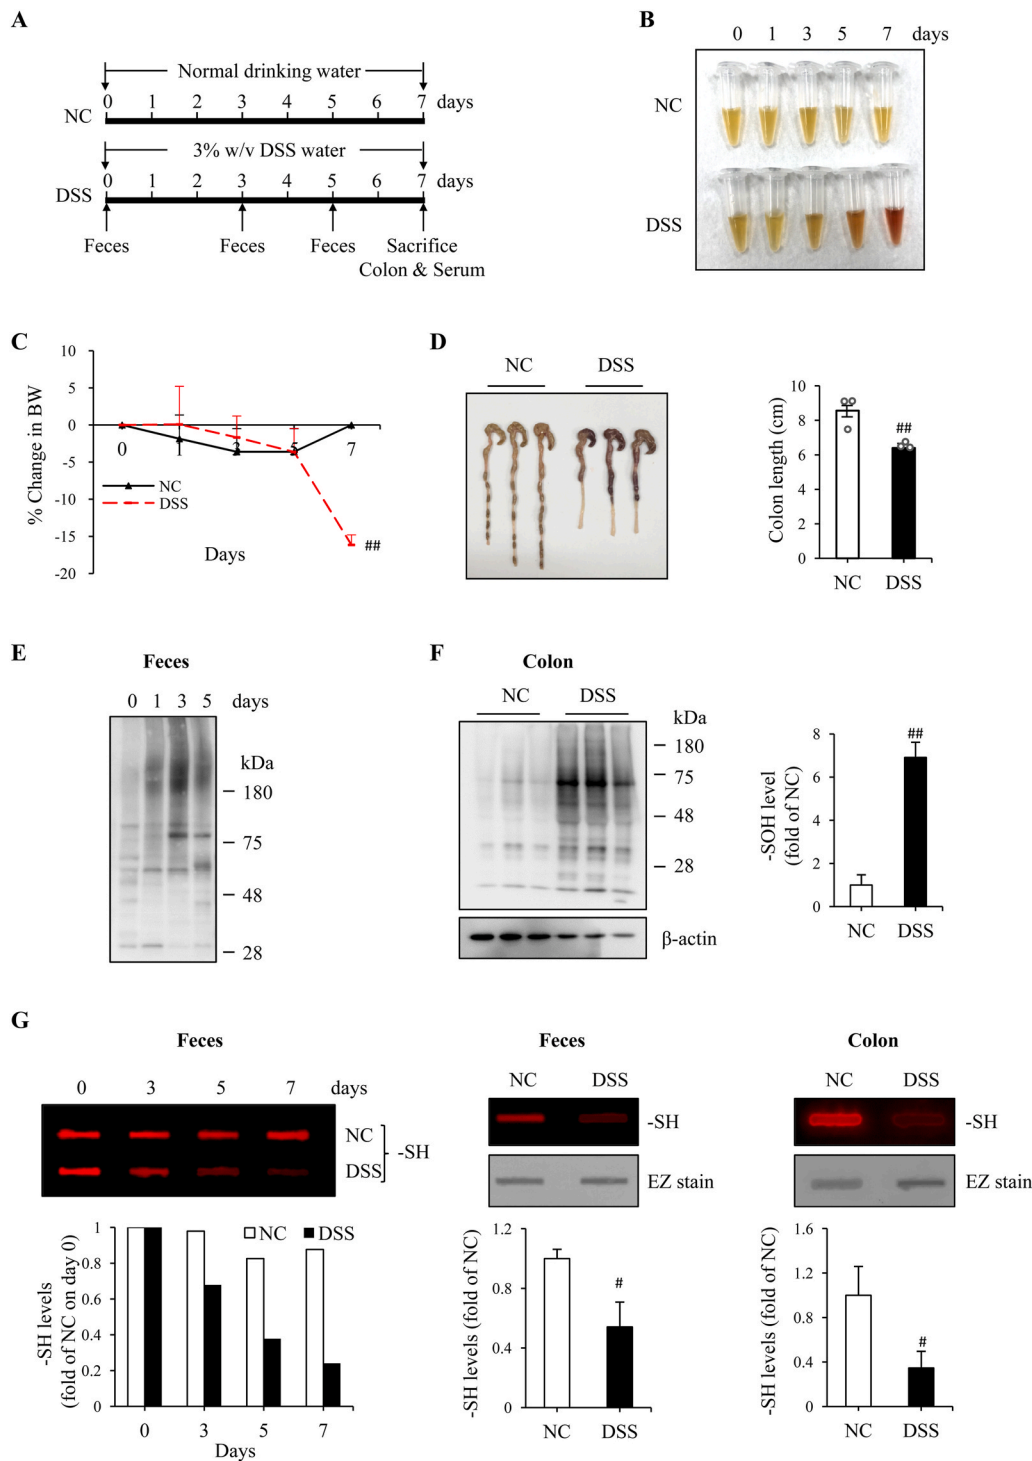 A
Normal drinking water
0 1 2 3 4 5 6 7 days
NC
3% w/v DSS water
0 1 2 3 4 5 6 7 days
DSS
Feces Feces Feces Sacrifice
Colon & Serum
B
0 1 3 5 7 days
NC
DSS
C
% Change in BW
10
5
0
-5
-10
-15
-20
0 1 3 5 7
NC
DSS
##
Days
D
NC DSS
Colon length (cm)
10
8
6
4
2
0
##
NC DSS
E
Feces
0 1 3 5 days
kDa
180
75
48
28
F
Colon
NC DSS
kDa
180
75
48
28
β-actin
-SOH level
(fold of NC)
8
6
4
2
0
##
NC DSS
G
Feces
0 3 5 7 days
NC
DSS
-SH
-SH levels
(fold of NC on day 0)
1
0.8
0.6
0.4
0.2
0
NC DSS
0 3 5 7
Days
Feces
NC DSS
-SH
EZ stain
-SH levels (fold of NC)
1.2
0.8
0.4
0
#
NC DSS
Colon
NC DSS
-SH
EZ stain
-SH levels (fold of NC)
1.6
1.2
0.8
0.4
0
#
NC DSS